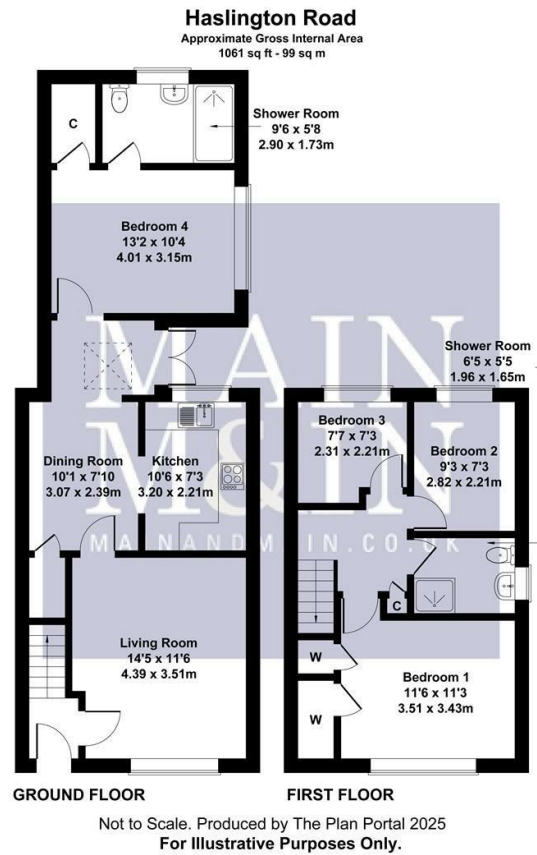 Haslington Road
Approximate Gross Internal Area
1061 sq ft - 99 sq m
C
Shower Room
9'6 x 5'8
2.90 x 1.73m
Bedroom 4
13'2 x 10'4
4.01 x 3.15m
MAIN
M&IN
MAINANDMAIN.CO.UK
Dining Room
10'1 x 7'10
3.07 x 2.39m
Kitchen
10'6 x 7'3
3.20 x 2.21m
Living Room
14'5 x 11'6
4.39 x 3.51m
Shower Room
6'5 x 5'5
1.96 x 1.65m
Bedroom 3
7'7 x 7'3
2.31 x 2.21m
Bedroom 2
9'3 x 7'3
2.82 x 2.21m
C
W
W
Bedroom 1
11'6 x 11'3
3.51 x 3.43m
GROUND FLOOR
FIRST FLOOR
Not to Scale. Produced by The Plan Portal 2025
For Illustrative Purposes Only.